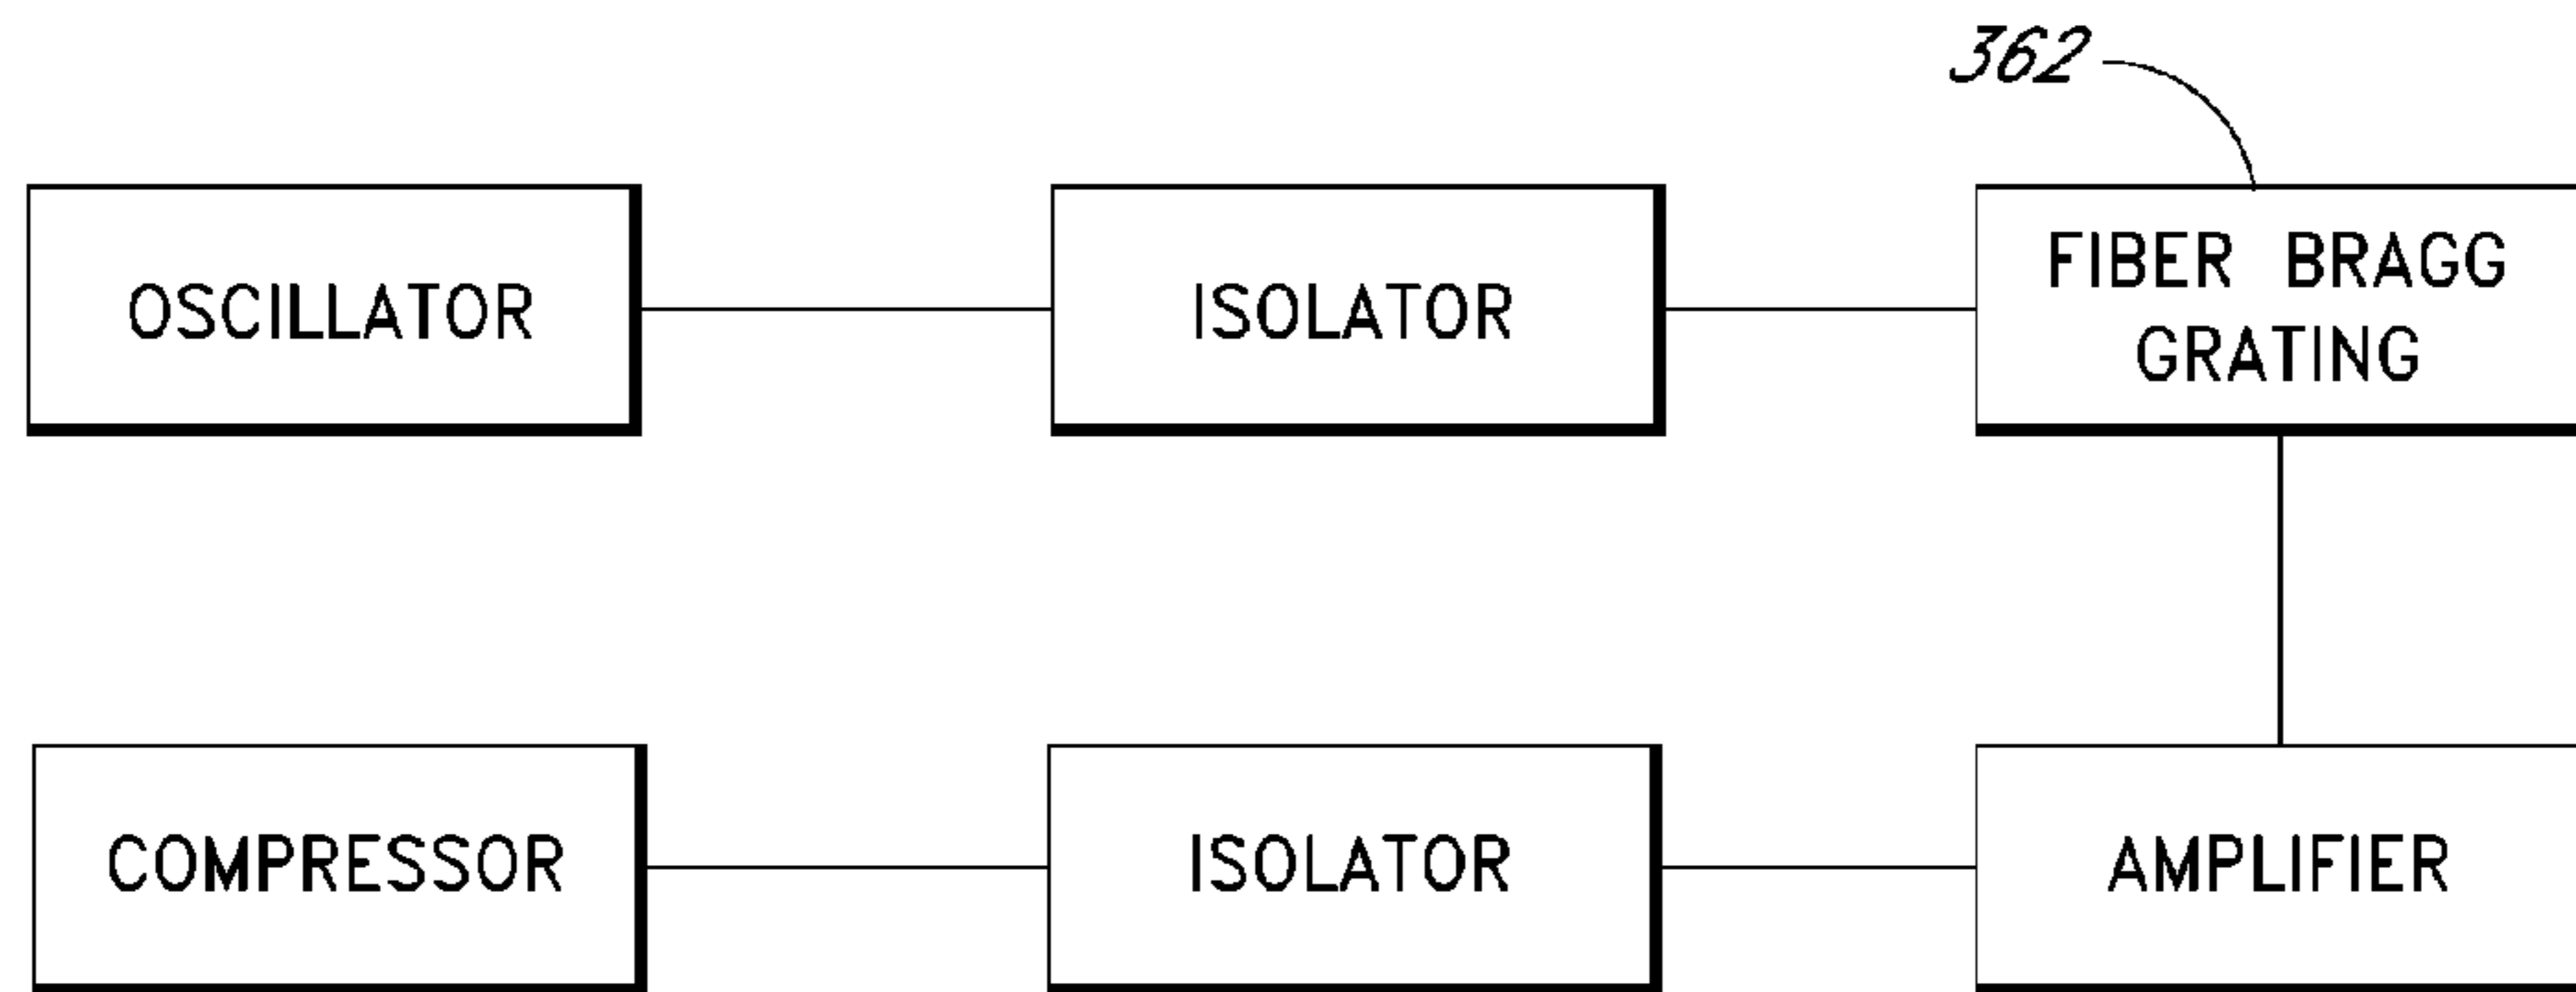 362
OSCILLATOR
ISOLATOR
FIBER BRAGG
GRATING
COMPRESSOR
ISOLATOR
AMPLIFIER